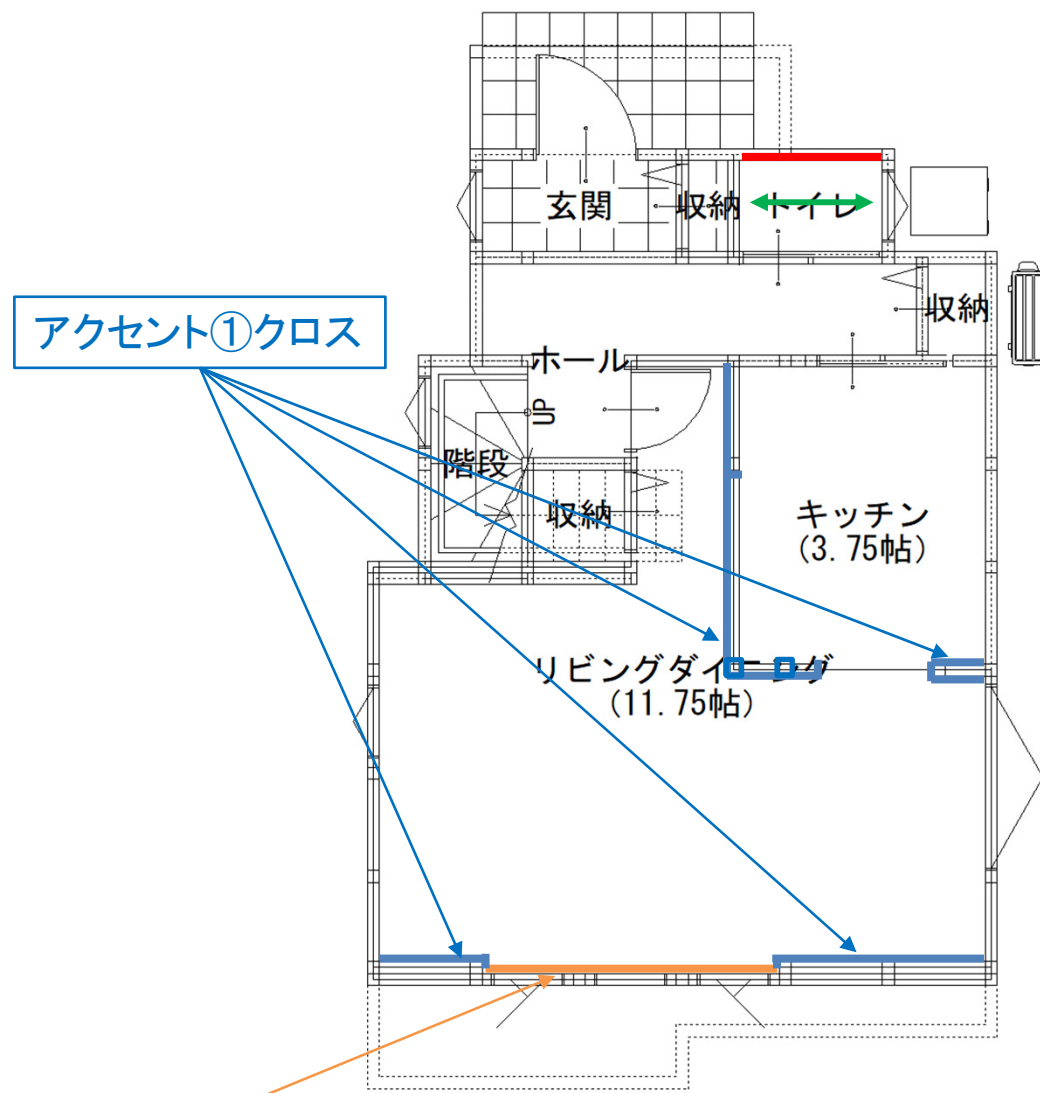 玄関
収納
トイレ
収納
アクセント①クロス
ホール
UP
階段
収納
キッチン
(3.75帖)
リビングダイニング
(11.75帖)